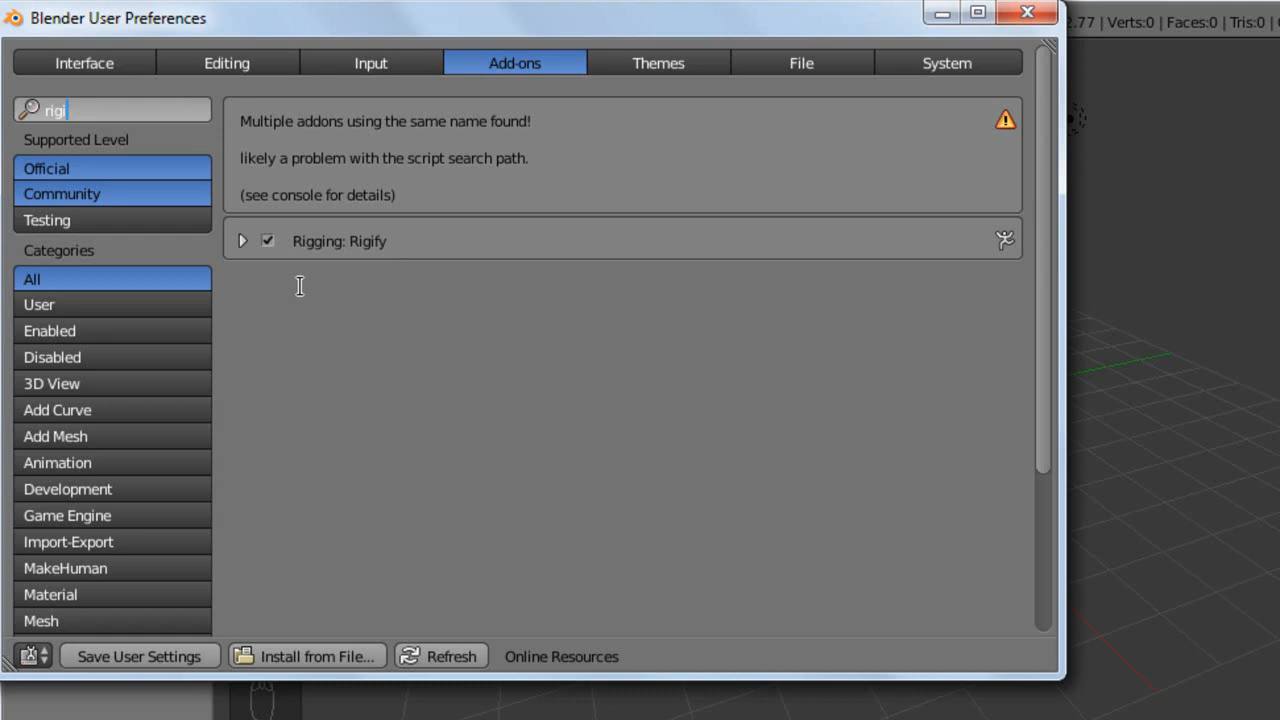 Blender User Preferences
2.77 | Verts:0 | Faces:0 | Tris:0 |
Interface
Editing
Input
Add-ons
Themes
File
System
rigi
Supported Level
Official
Community
Testing
Categories
All
User
Enabled
Disabled
3D View
Add Curve
Add Mesh
Animation
Development
Game Engine
Import-Export
MakeHuman
Material
Mesh
Multiple addons using the same name found!
likely a problem with the script search path.
(see console for details)
Rigging: Rigify
Save User Settings
Install from File...
Refresh
Online Resources